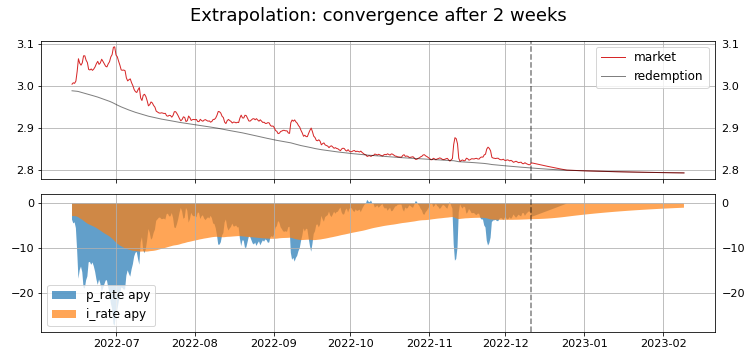 Extrapolation: convergence after 2 weeks
3.1 3.1
market
redemption
3.0 3.0
2.9 2.9
2.8 2.8
0 0
−10 −10
−20 −20
p_rate apy
i_rate apy
2022-07 2022-08 2022-09 2022-10 2022-11 2022-12 2023-01 2023-02